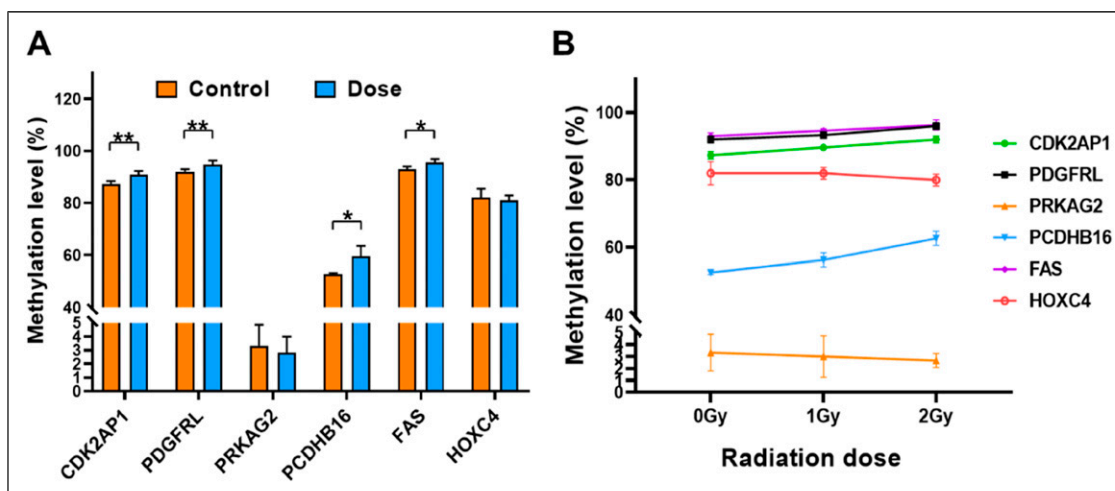 A
Methylation level (%)
120
100
80
60
40
5
4
3
2
1
0
Control
Dose
**
**
*
*
CDK2AP1
PDGFRL
PRKAG2
PCDHB16
FAS
HOXC4
B
Methylation level (%)
100
80
60
40
5
4
3
2
1
0
0Gy
1Gy
2Gy
Radiation dose
CDK2AP1
PDGFRL
PRKAG2
PCDHB16
FAS
HOXC4